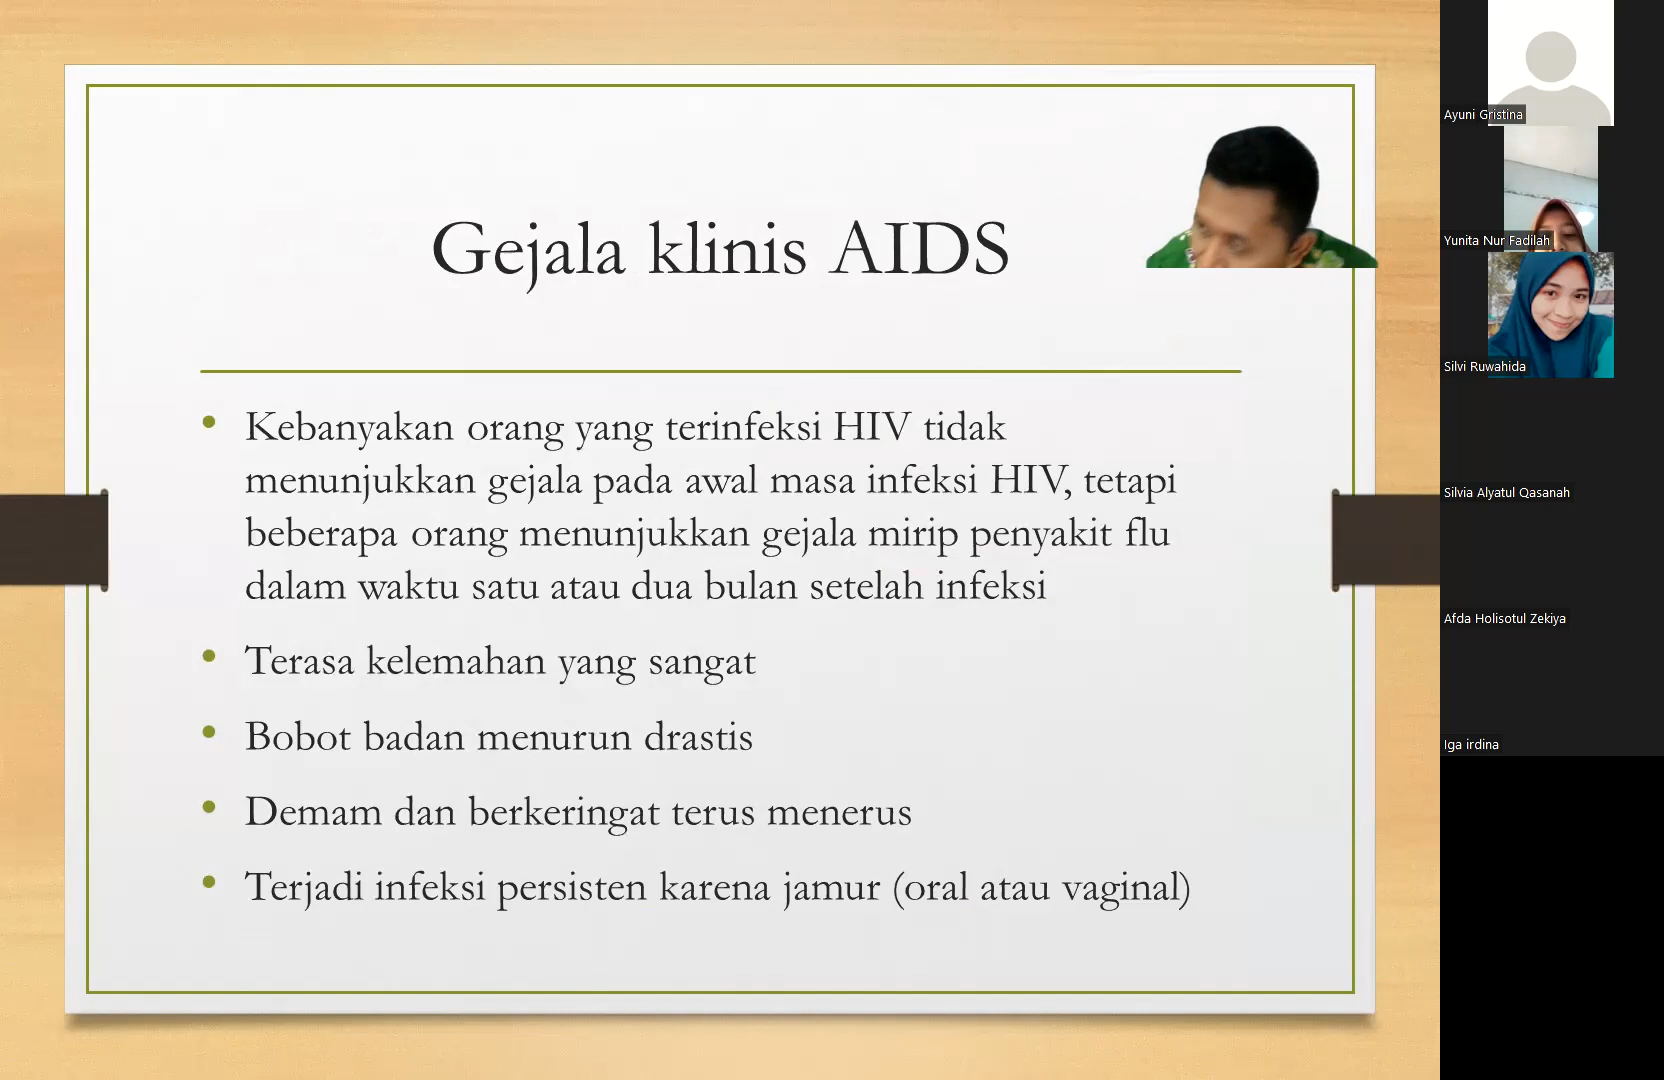 Gejala klinis AIDS
• Kebanyakan orang yang terinfeksi HIV tidak
menunjukkan gejala pada awal masa infeksi HIV, tetapi
beberapa orang menunjukkan gejala mirip penyakit flu
dalam waktu satu atau dua bulan setelah infeksi
• Terasa kelemahan yang sangat
• Bobot badan menurun drastis
• Demam dan berkeringat terus menerus
• Terjadi infeksi persisten karena jamur (oral atau vaginal)
Ayuni Gristina
Yunita Nur Fadilah
Silvi Ruwahida
Silvia Alyatul Qasanah
Afda Holisotul Zekiya
Iga irdina